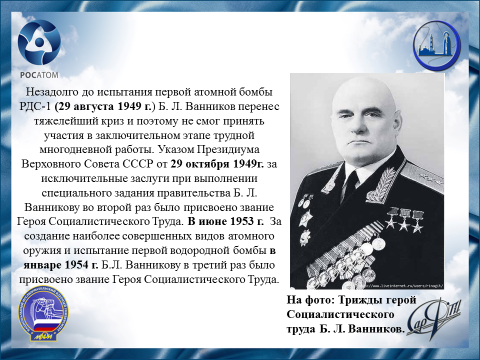 РОСАТОМ
Незадолго до испытания первой атомной бомбы
РДС-1 (29 августа 1949 г.) Б. Л. Ванников перенес
тяжелейший криз и поэтому не смог принять
участия в заключительном этапе трудной
многодневной работы. Указом Президиума
Верховного Совета СССР от 29 октября 1949г. за
исключительные заслуги при выполнении
специального задания правительства Б. Л.
Ванникову во второй раз было присвоено звание
Героя Социалистического Труда. В июне 1953 г. За
создание наиболее совершенных видов атомного
оружия и испытание первой водородной бомбы в
январе 1954 г. Б.Л. Ванникову в третий раз было
присвоено звание Героя Социалистического Труда.
На фото: Трижды герой
Социалистического
труда Б. Л. Ванников.
СарФТИ